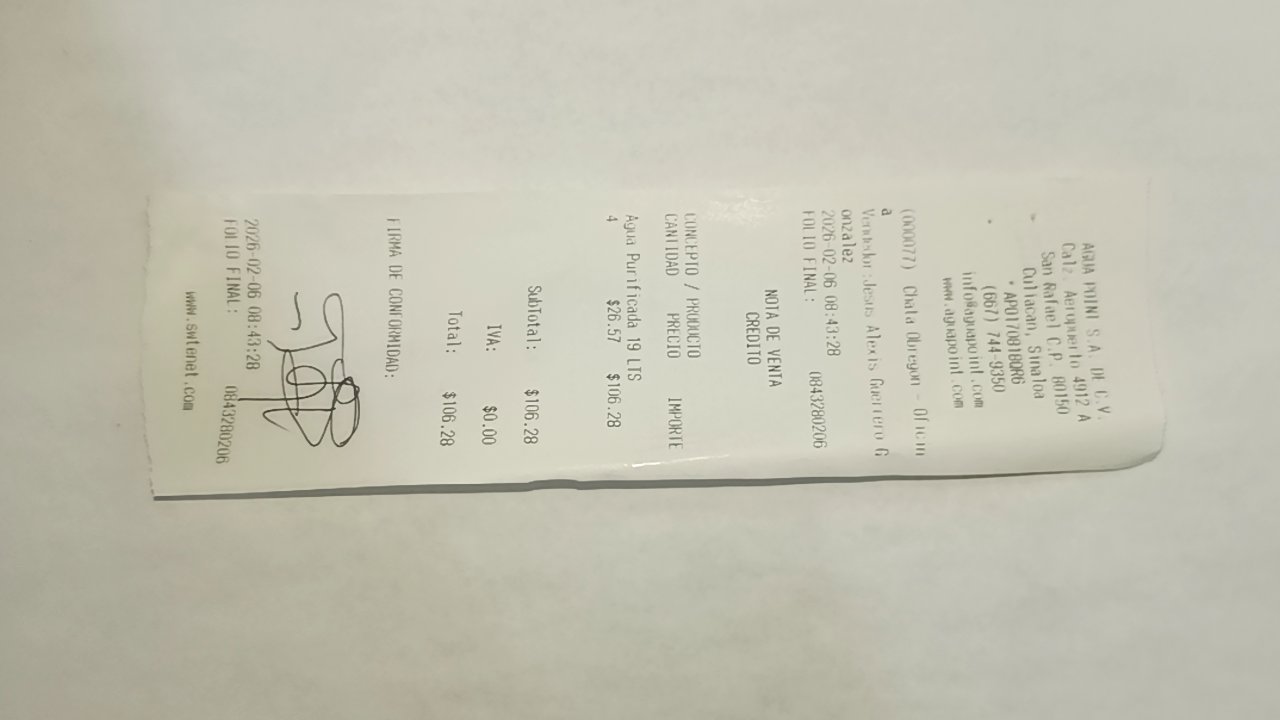 AGUA POINT S.A. DE C.V.
Calz. Aeropuerto 4912 A
San Rafael C.P. 80150
Culiacan, Sinaloa
* APO170818QR6
(667) 744-9350
info@aguapoint.com
www.aguapoint.com
(000077) Chata Obregon - Oficin
a
Vendedor:Jesus Alexis Guerrero G
onzalez
2026-02-06 08:43:28
FOLIO FINAL: 0843280206
NOTA DE VENTA
CREDITO
CONCEPTO / PRODUCTO
CANTIDAD PRECIO IMPORTE
Agua Purificada 19 LTS
4 $26.57 $106.28
SubTotal: $106.28
IVA: $0.00
Total: $106.28
FIRMA DE CONFORMIDAD:
2026-02-06 08:43:28
FOLIO FINAL: 0843280206
www.swtenet.com